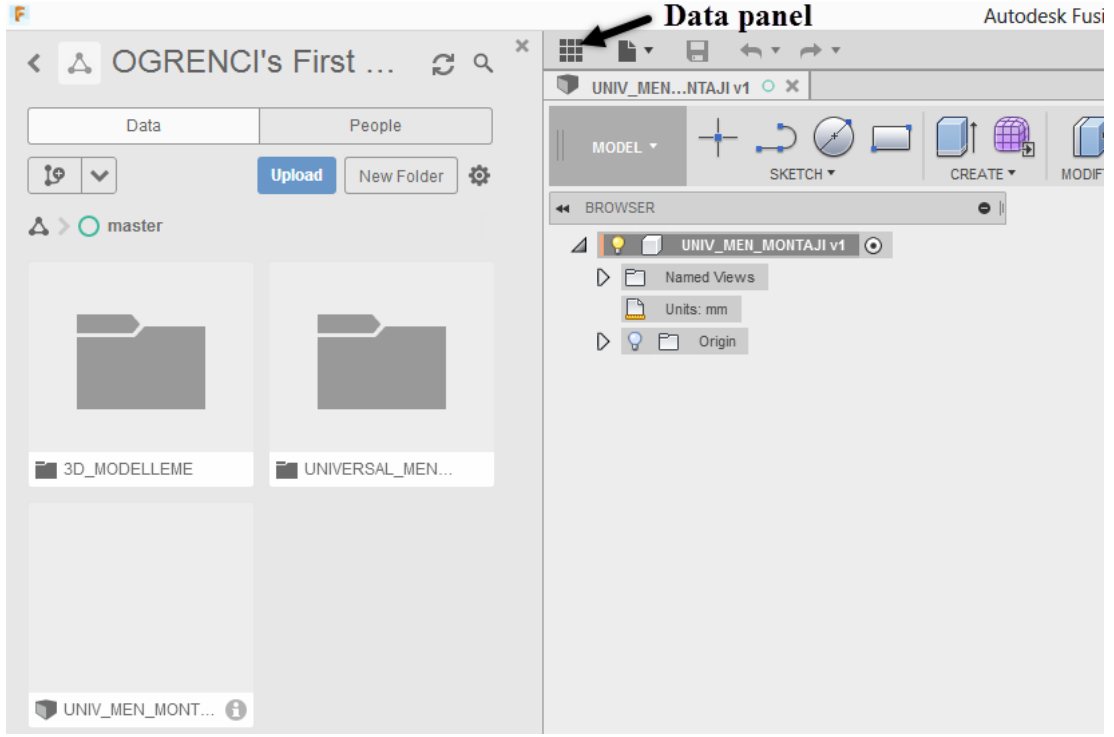 F
Data panel
Autodesk Fusi
OGRENCI's First ...
UNIV_MEN...NTAJI v1
Data
People
MODEL
SKETCH
CREATE
MODIF
Upload
New Folder
BROWSER
master
UNIV_MEN_MONTAJI v1
Named Views
Units: mm
Origin
3D_MODELLEME
UNIVERSAL_MEN...
UNIV_MEN_MONT...